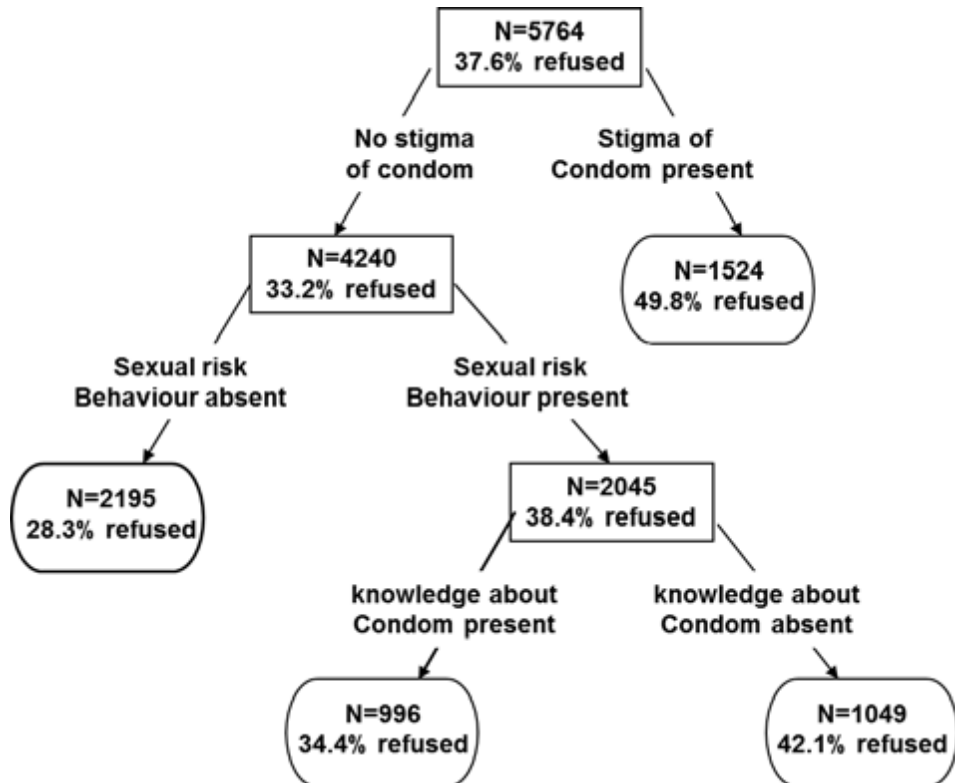 N=5764
37.6% refused
No stigma
of condom
Stigma of
Condom present
N=4240
33.2% refused
N=1524
49.8% refused
Sexual risk
Behaviour absent
Sexual risk
Behaviour present
N=2195
28.3% refused
N=2045
38.4% refused
knowledge about
Condom present
knowledge about
Condom absent
N=996
34.4% refused
N=1049
42.1% refused